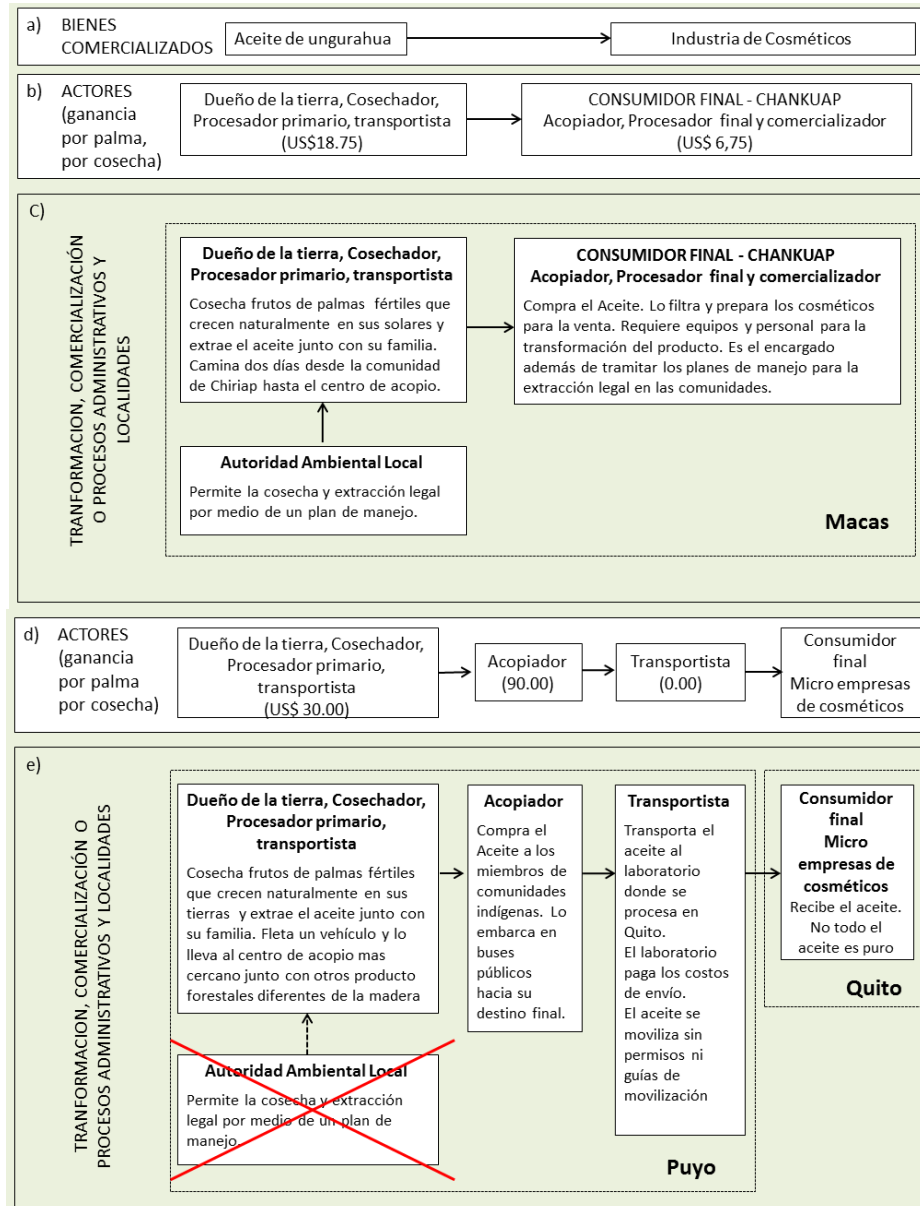 a) BIENES
COMERCIALIZADOS
Aceite de ungurahua
Industria de Cosméticos
b) ACTORES
(ganancia
por palma,
por cosecha)
Dueño de la tierra, Cosechador,
Procesador primario, transportista
(US$18.75)
CONSUMIDOR FINAL - CHANKUAP
Acopiador, Procesador final y comercializador
(US$ 6,75)
C)
TRANFORMACION, COMERCIALIZACIÓN
O PROCESOS ADMINISTRATIVOS Y
LOCALIDADES
Dueño de la tierra, Cosechador,
Procesador primario, transportista
Cosecha frutos de palmas fértiles que
crecen naturalmente en sus solares y
extrae el aceite junto con su familia.
Camina dos días desde la comunidad
de Chiriap hasta el centro de acopio.
CONSUMIDOR FINAL - CHANKUAP
Acopiador, Procesador final y comercializador
Compra el Aceite. Lo filtra y prepara los cosméticos
para la venta. Requiere equipos y personal para la
transformación del producto. Es el encargado
además de tramitar los planes de manejo para la
extracción legal en las comunidades.
Autoridad Ambiental Local
Permite la cosecha y extracción legal
por medio de un plan de manejo.
Macas
d) ACTORES
(ganancia
por palma
por cosecha)
Dueño de la tierra, Cosechador,
Procesador primario,
transportista
(US$ 30.00)
Acopiador
(90.00)
Transportista
(0.00)
Consumidor
final
Micro empresas
de cosméticos
e)
TRANFORMACION, COMERCIALIZACIÓN O
PROCESOS ADMINISTRATIVOS Y LOCALIDADES
Dueño de la tierra, Cosechador,
Procesador primario,
transportista
Cosecha frutos de palmas fértiles
que crecen naturalmente en sus
tierras y extrae el aceite junto con
su familia. Fleta un vehículo y lo
lleva al centro de acopio mas
cercano junto con otros producto
forestales diferentes de la madera
Acopiador
Compra el
Aceite a los
miembros de
comunidades
indígenas. Lo
embarca en
buses
públicos
hacia su
destino final.
Transportista
Transporta el
aceite al
laboratorio
donde se
procesa en
Quito.
El laboratorio
paga los costos
de envío.
El aceite se
moviliza sin
permisos ni
guías de
movilización
Consumidor
final
Micro
empresas de
cosméticos
Recibe el aceite.
No todo el
aceite es puro
Quito
Autoridad Ambiental Local
Permite la cosecha y extracción
legal por medio de un plan de
manejo.
Puyo